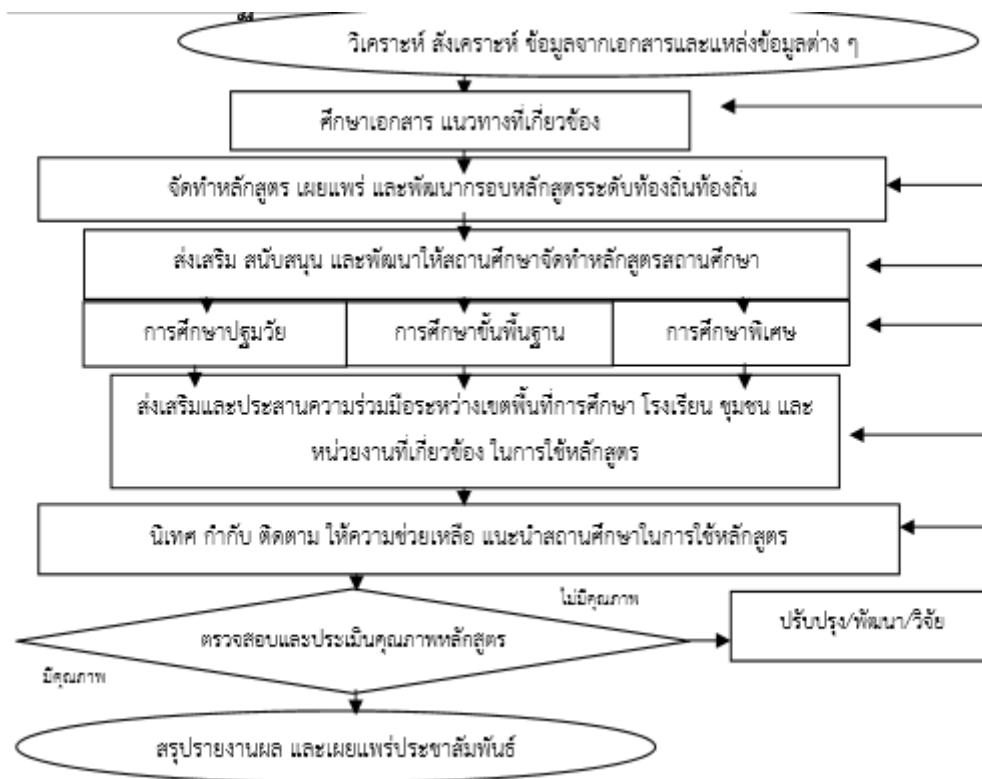 วิเคราะห์ สังเคราะห์ ข้อมูลจากเอกสารและแหล่งข้อมูลต่าง ๆ
ศึกษาเอกสาร แนวทางที่เกี่ยวข้อง
จัดทำหลักสูตร เผยแพร่ และพัฒนากรอบหลักสูตรระดับท้องถิ่นท้องถิ่น
ส่งเสริม สนับสนุน และพัฒนาให้สถานศึกษาจัดทำหลักสูตรสถานศึกษา
การศึกษาปฐมวัย
การศึกษาขั้นพื้นฐาน
การศึกษาพิเศษ
ส่งเสริมและประสานความร่วมมือระหว่างเขตพื้นที่การศึกษา โรงเรียน ชุมชน และ
หน่วยงานที่เกี่ยวข้อง ในการใช้หลักสูตร
นิเทศ กำกับ ติดตาม ให้ความช่วยเหลือ แนะนำสถานศึกษาในการใช้หลักสูตร
ไม่มีคุณภาพ
ปรับปรุง/พัฒนา/วิจัย
ตรวจสอบและประเมินคุณภาพหลักสูตร
มีคุณภาพ
สรุปรายงานผล และเผยแพร่ประชาสัมพันธ์